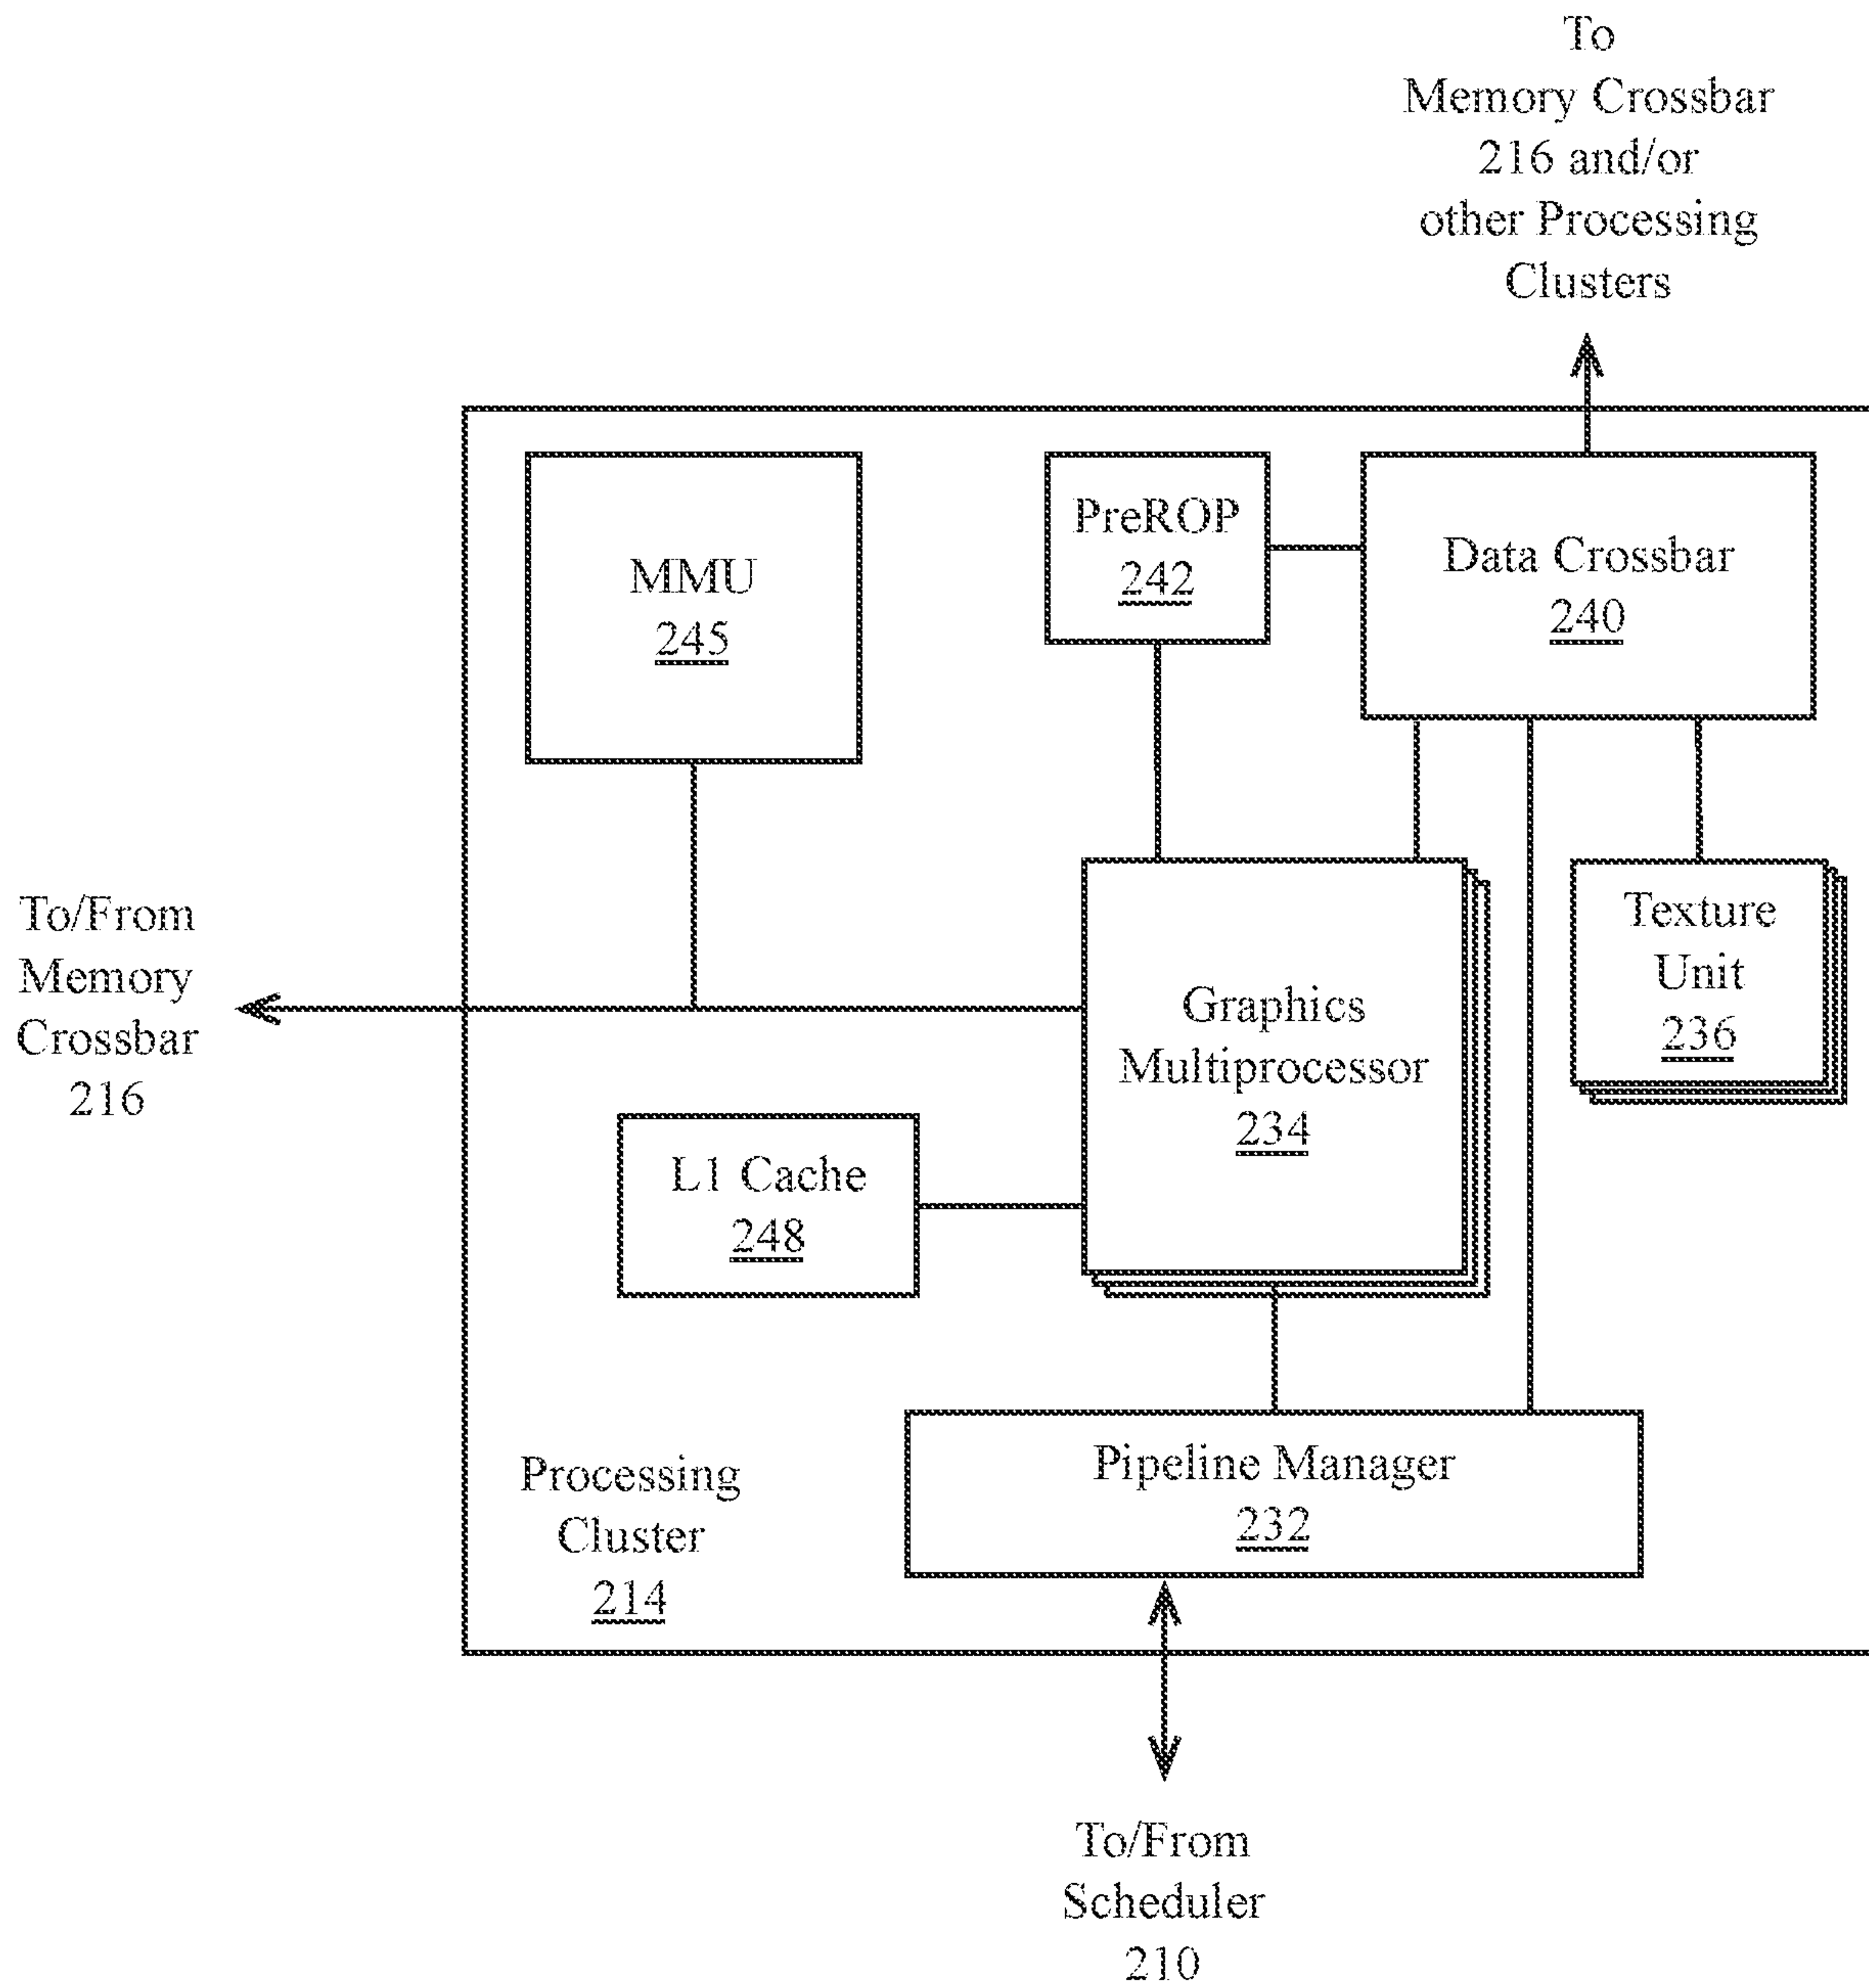 To
Memory Crossbar
216 and/or
other Processing
Clusters
MMU
245
PreROP
242
Data Crossbar
240
To/From
Memory
Crossbar
216
Graphics
Multiprocessor
234
Texture
Unit
236
L1 Cache
248
Pipeline Manager
232
Processing
Cluster
214
To/From
Scheduler
210